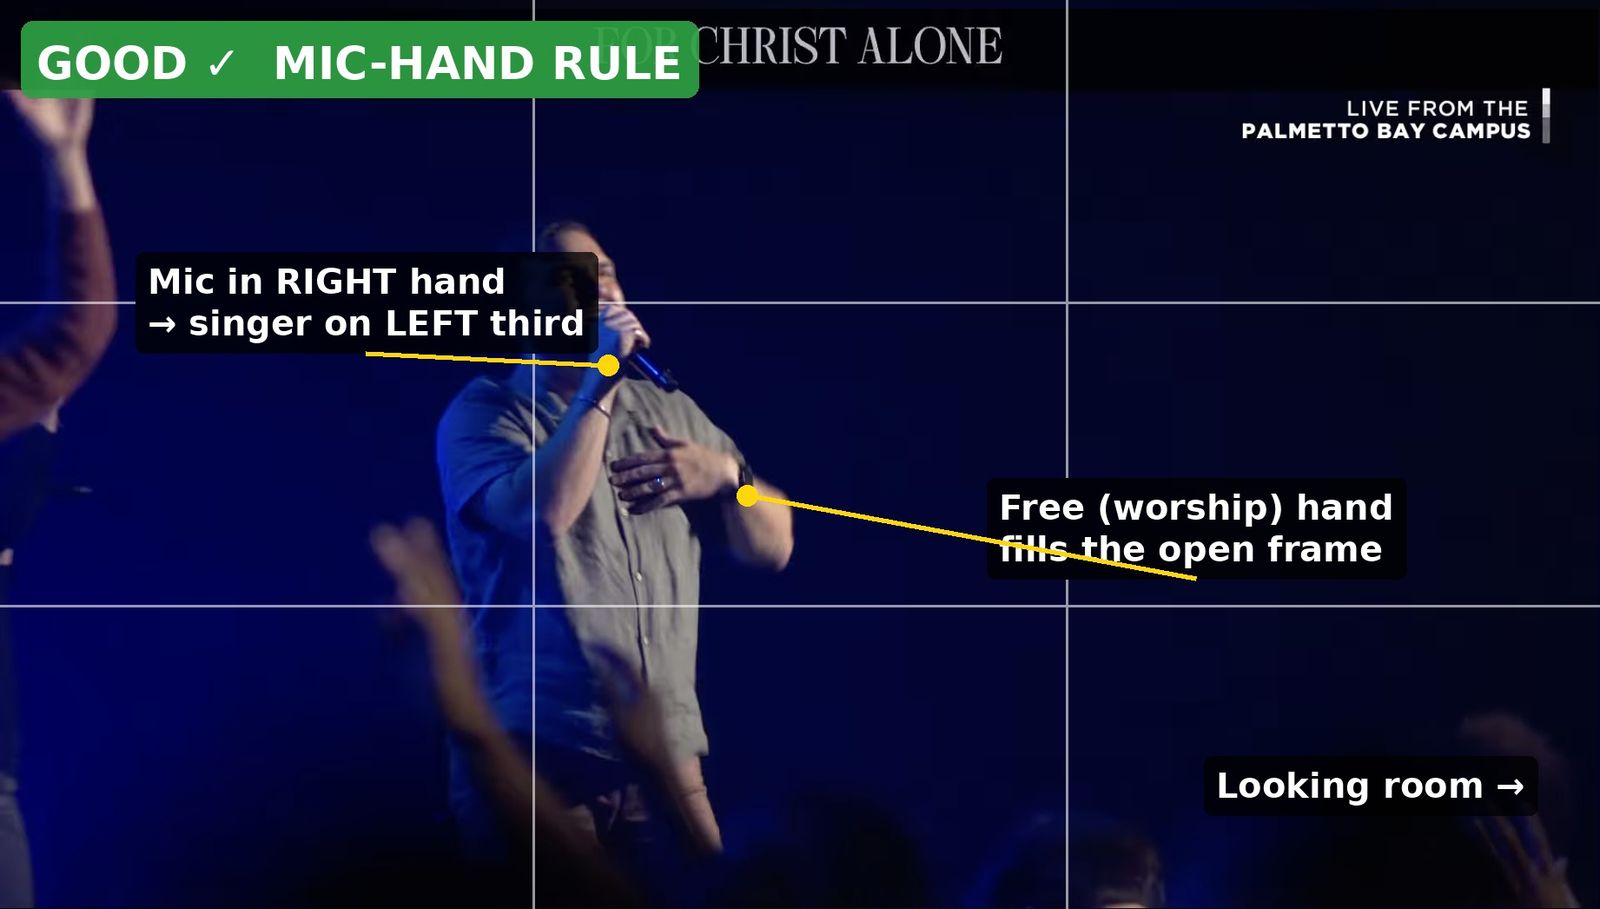 FOR CHRIST ALONE
GOOD ✓ MIC-HAND RULE
LIVE FROM THE
PALMETTO BAY CAMPUS
Mic in RIGHT hand
→ singer on LEFT third
Free (worship) hand
fills the open frame
Looking room →